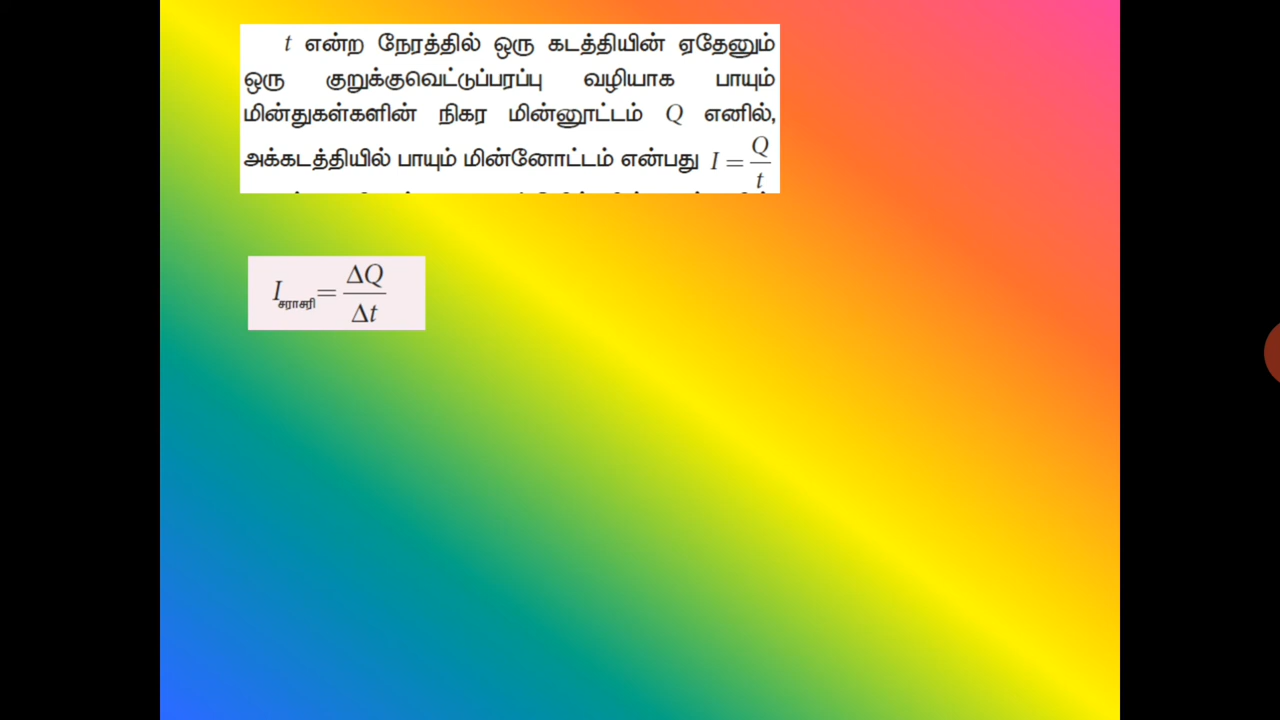 t என்ற நேரத்தில் ஒரு கடத்தியின் ஏதேனும்
ஒரு குறுக்குவெட்டுப்பரப்பு வழியாக பாயும்
மின்துகள்களின் நிகர மின்னூட்டம் Q எனில்,
அக்கடத்தியில் பாயும் மின்னோட்டம் என்பது I = Q/t
Iசராசரி = ΔQ/Δt